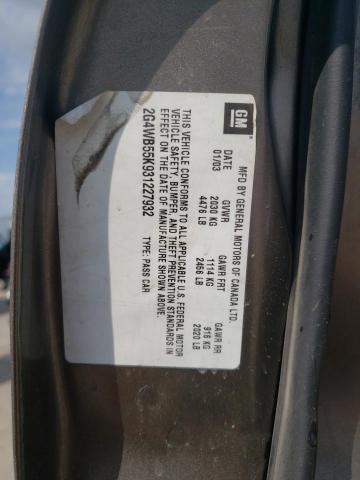 GM
MFD BY GENERAL MOTORS OF CANADA LTD.
DATE GVWR GAWR FRT GAWR RR
01/03 2030 KG 1114 KG 916 KG
4476 LB 2456 LB 2020 LB
THIS VEHICLE CONFORMS TO ALL APPLICABLE U.S. FEDERAL MOTOR
VEHICLE SAFETY, BUMPER, AND THEFT PREVENTION STANDARDS IN
EFFECT ON THE DATE OF MANUFACTURE SHOWN ABOVE.
2G4WB55K931227932 TYPE: PASS CAR